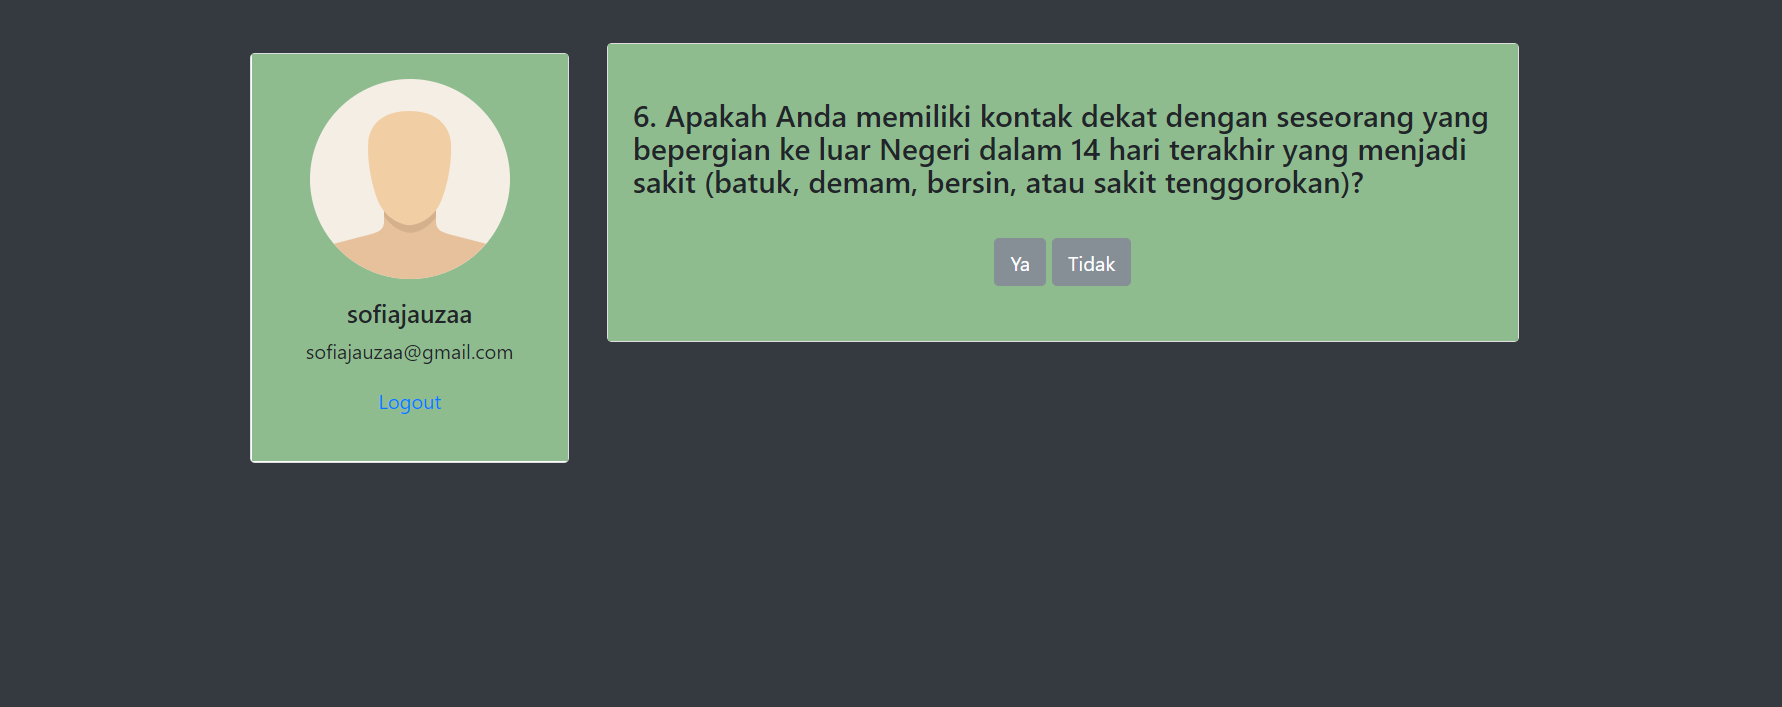 sofiajauzaa
sofiajauzaa@gmail.com
Logout
6. Apakah Anda memiliki kontak dekat dengan seseorang yang
bepergian ke luar Negeri dalam 14 hari terakhir yang menjadi
sakit (batuk, demam, bersin, atau sakit tenggorokan)?
Ya Tidak